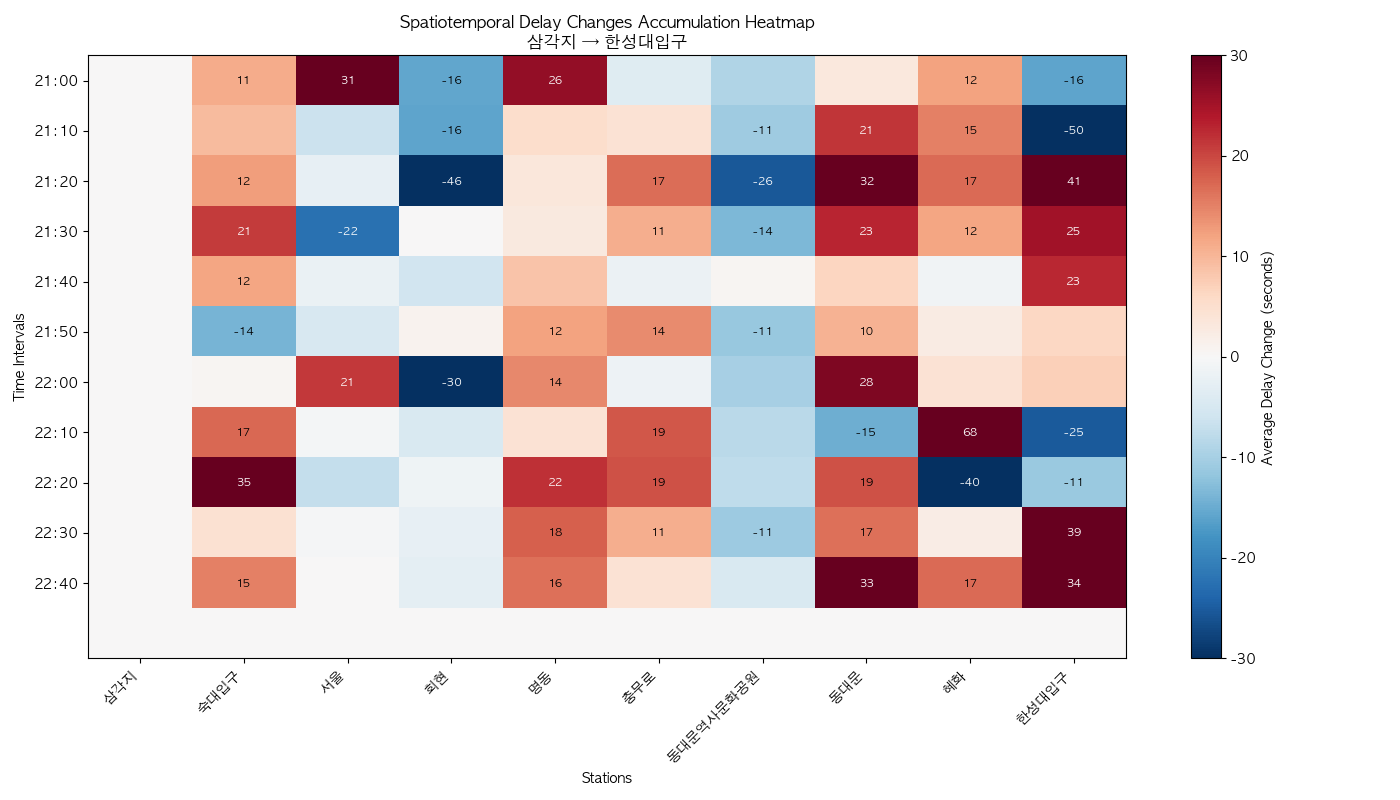 Spatiotemporal Delay Changes Accumulation Heatmap
삼각지 → 한성대입구
21:00 11 31 -16 26 12 -16
21:10 -16 -11 21 15 -50
21:20 12 -46 17 -26 32 17 41
21:30 21 -22 11 -14 23 12 25
21:40 12 23
21:50 -14 12 14 -11 10
22:00 21 -30 14 28
22:10 17 19 -15 68 -25
22:20 35 22 19 19 -40 -11
22:30 18 11 -11 17 39
22:40 15 16 33 17 34
Time Intervals
삼각지
숙대입구
서울
회현
명동
충무로
동대문역사문화공원
동대문
혜화
한성대입구
Stations
30
20
10
0
-10
-20
-30
Average Delay Change (seconds)